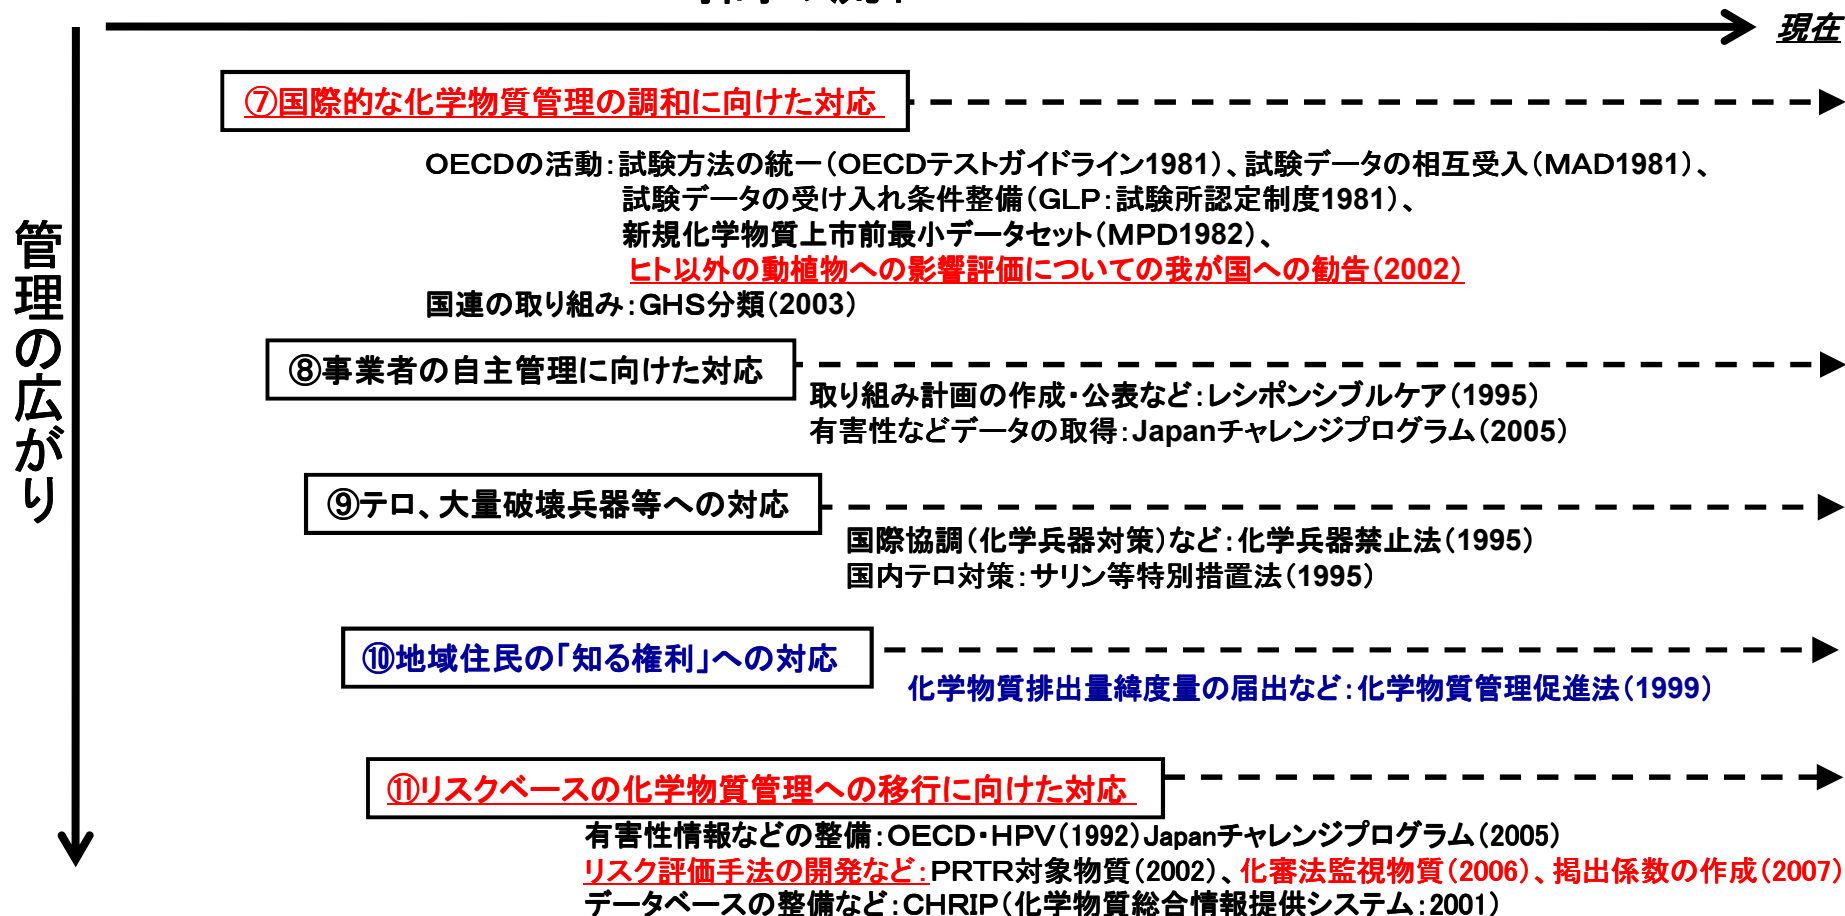 現在
管理の広がり
⑦国際的な化学物質管理の調和に向けた対応
OECDの活動：試験方法の統一（OECDテストガイドライン1981）、試験データの相互受入（MAD1981）、
試験データの受け入れ条件整備（GLP：試験所認定制度1981）、
新規化学物質上市前最小データセット（MPD1982）、
ヒト以外の動植物への影響評価についての我が国への勧告（2002）
国連の取り組み：GHS分類（2003）
⑧事業者の自主管理に向けた対応
取り組み計画の作成・公表など：レシポンシブルケア（1995）
有害性などデータの取得：Japanチャレンジプログラム（2005）
⑨テロ、大量破壊兵器等への対応
国際協調（化学兵器対策）など：化学兵器禁止法（1995）
国内テロ対策：サリン等特別措置法（1995）
⑩地域住民の「知る権利」への対応
化学物質排出量緯度量の届出など：化学物質管理促進法（1999）
⑪リスクベースの化学物質管理への移行に向けた対応
有害性情報などの整備：OECD・HPV（1992）Japanチャレンジプログラム（2005）
リスク評価手法の開発など：PRTR対象物質（2002）、化審法監視物質（2006）、掲出係数の作成（2007）
データベースの整備など：CHRIP（化学物質総合情報提供システム：2001）